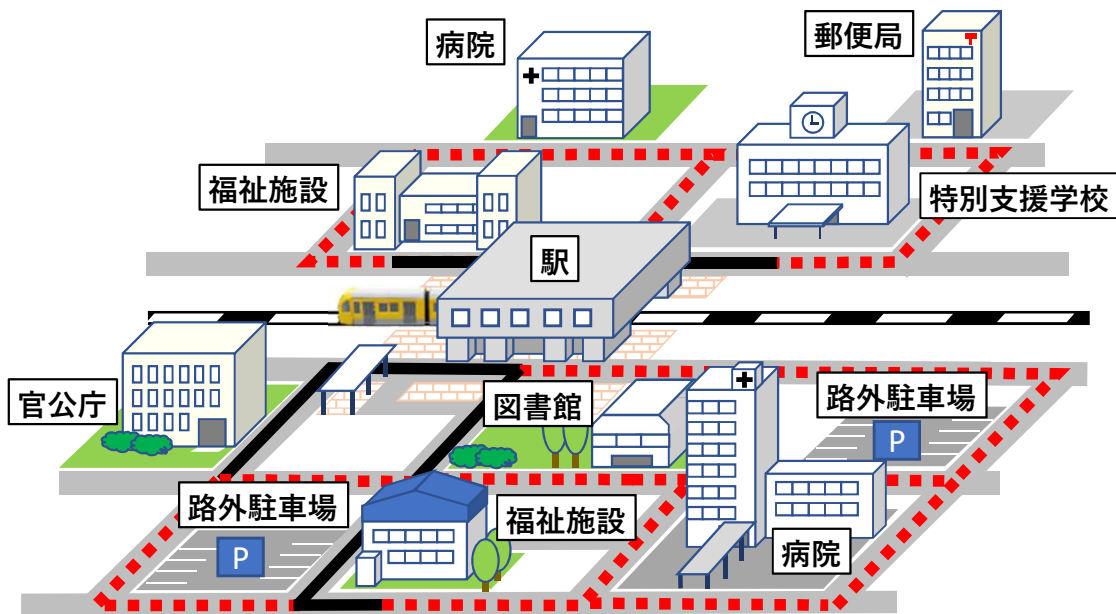 病院
郵便局
福祉施設
特別支援学校
駅
官公庁
図書館
路外駐車場
P
路外駐車場
福祉施設
P
病院